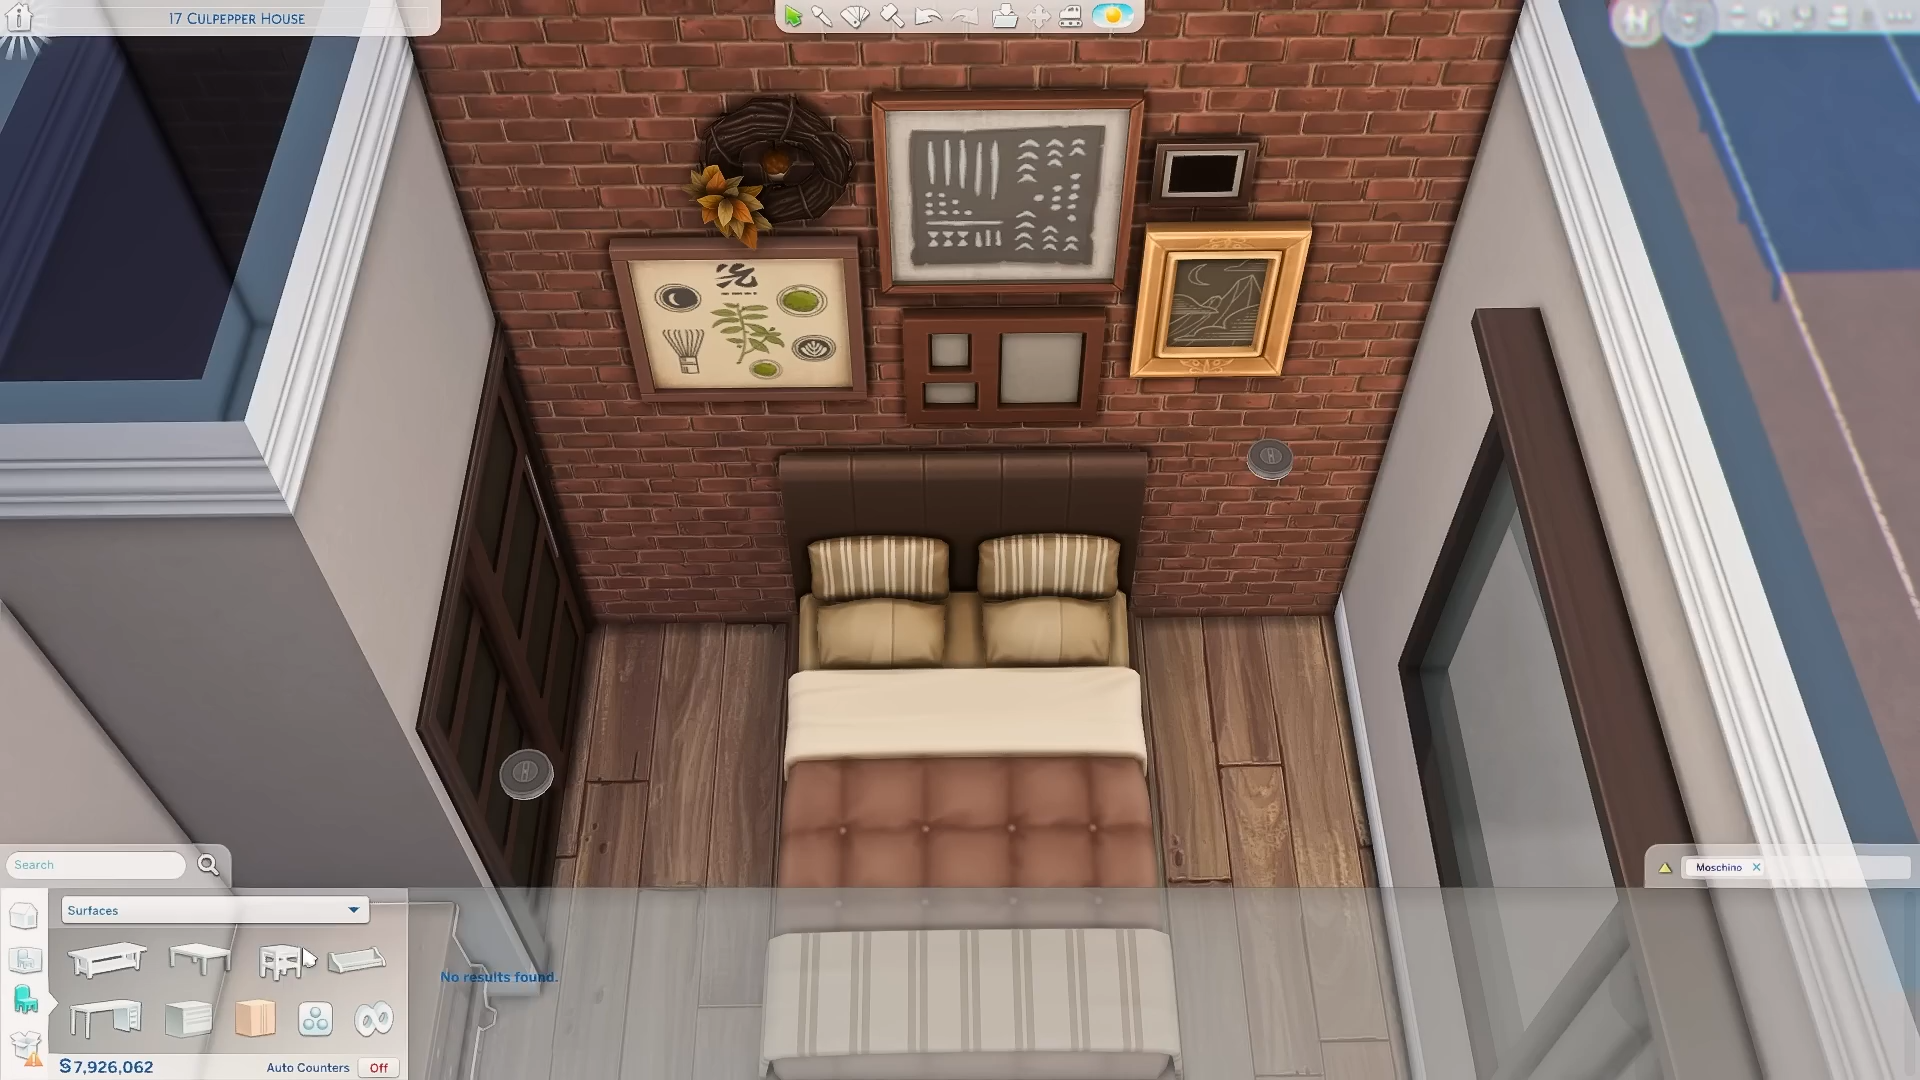 17 Culpepper House
Search
Moschino
Surfaces
No results found.
§7,926,062
Auto Counters
Off